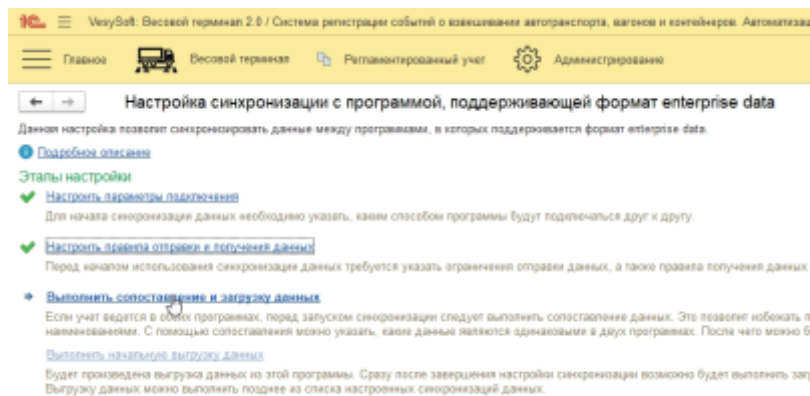 1С VesySoft: Весовой терминал 2.0 / Система регистрации событий о взвешивании автотранспорта, вагонов и контейнеров. Автоматизац
Главное Весовой терминал Регламентированный учет Администрирование
Настройка синхронизации с программой, поддерживающей формат enterprise data
Данная настройка позволит синхронизировать данные между программами, в которых поддерживается формат enterprise data.
Подробное описание
Этапы настройки
Настроить параметры подключения
Для начала синхронизации данных необходимо указать, каким способом программы будут подключаться друг к другу.
Настроить правила отправки и получения данных
Перед началом использования синхронизации данных требуется указать ограничения отправки данных, а также правила получения данных
Выполнить сопоставление и загрузку данных
Если учет ведется в обеих программах, перед запуском синхронизации следует выполнить сопоставление данных. Это позволит избежать п
наименованиями. С помощью сопоставления можно указать, какие данные являются одинаковыми в двух программах. После чего можно б
Выполнить начальную выгрузку данных
Будет произведена выгрузка данных из этой программы. Сразу после завершения настройки синхронизации возможно будет выполнить заг
Выгрузку данных можно выполнить позднее из списка настроенных синхронизаций данных.